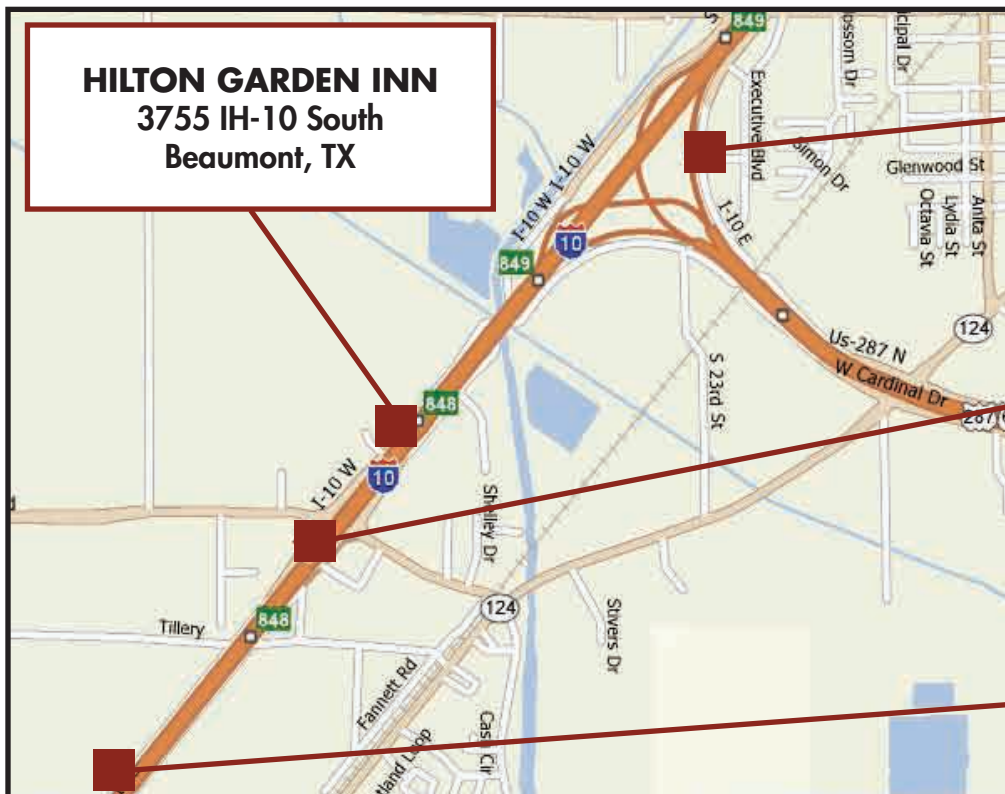 HILTON GARDEN INN
3755 IH-10 South
Beaumont, TX
849
Executive Blvd
Simon Dr
Glenwood St
Octavia St
Lydia St
Anita St
I-10 W
I-10 W
I-10 E
10
849
124
Us-287 N
W Cardinal Dr
287
S 23rd St
848
I-10 W
10
Shelley Dr
124
Stivers Dr
848
Tillery
Fannett Rd